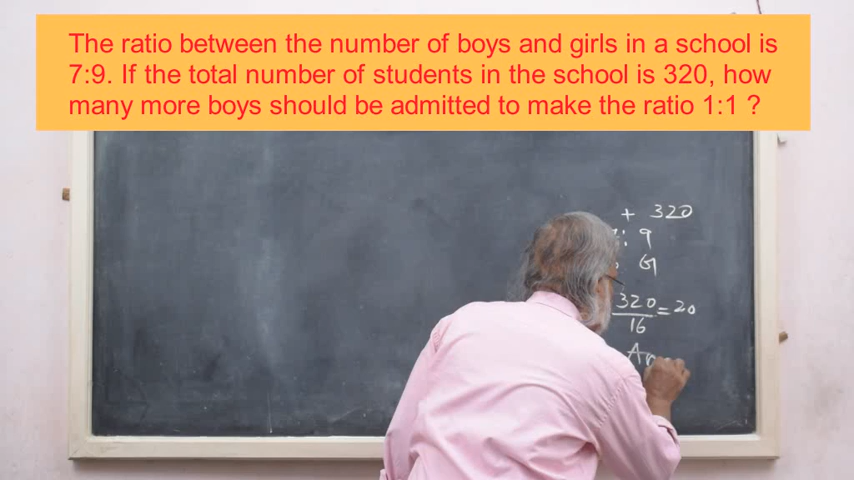 The ratio between the number of boys and girls in a school is
7:9. If the total number of students in the school is 320, how
many more boys should be admitted to make the ratio 1:1 ?
+ 320
: 9
G
320
16
= 20